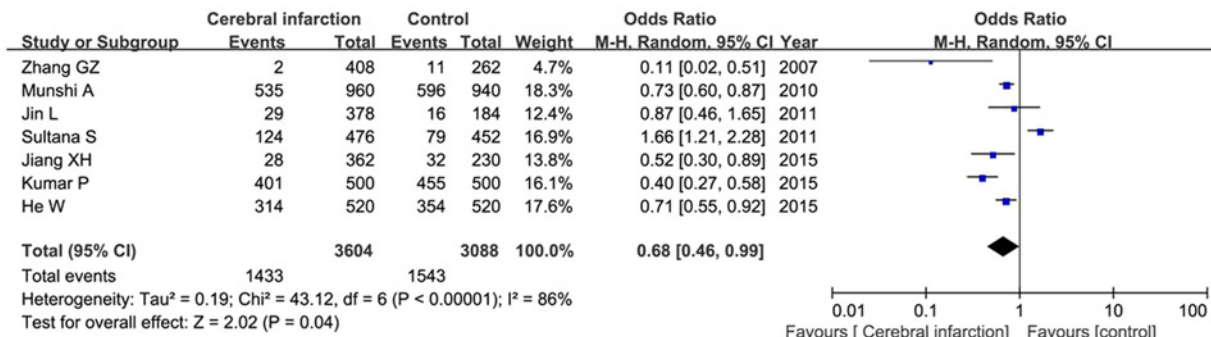 Cerebral infarction Control Odds Ratio Odds Ratio
Study or Subgroup Events Total Events Total Weight M-H, Random, 95% CI Year M-H, Random, 95% CI
Zhang GZ 2 408 11 262 4.7% 0.11 [0.02, 0.51] 2007
Munshi A 535 960 596 940 18.3% 0.73 [0.60, 0.87] 2010
Jin L 29 378 16 184 12.4% 0.87 [0.46, 1.65] 2011
Sultana S 124 476 79 452 16.9% 1.66 [1.21, 2.28] 2011
Jiang XH 28 362 32 230 13.8% 0.52 [0.30, 0.89] 2015
Kumar P 401 500 455 500 16.1% 0.40 [0.27, 0.58] 2015
He W 314 520 354 520 17.6% 0.71 [0.55, 0.92] 2015
Total (95% CI) 3604 3088 100.0% 0.68 [0.46, 0.99]
Total events 1433 1543
Heterogeneity: Tau² = 0.19; Chi² = 43.12, df = 6 (P < 0.00001); I² = 86%
Test for overall effect: Z = 2.02 (P = 0.04)
0.01 0.1 1 10 100
Favours [ Cerebral infarction] Favours [control]